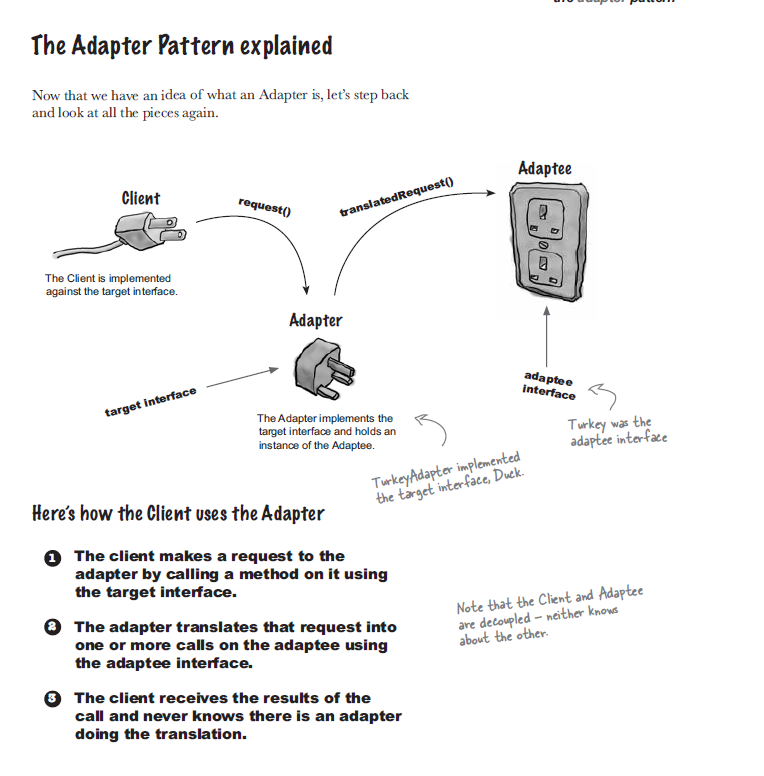 the adapter pattern
The Adapter Pattern explained
Now that we have an idea of what an Adapter is, let's step back
and look at all the pieces again.
Client
request()
translatedRequest()
Adaptee
The Client is implemented
against the target interface.
Adapter
target interface
The Adapter implements the
target interface and holds an
instance of the Adaptee.
adaptee
interface
Turkey was the
adaptee interface
TurkeyAdapter implemented
the target interface, Duck.
Here's how the Client uses the Adapter
1 The client makes a request to the
adapter by calling a method on it using
the target interface.
2 The adapter translates that request into
one or more calls on the adaptee using
the adaptee interface.
3 The client receives the results of the
call and never knows there is an adapter
doing the translation.
Note that the Client and Adaptee
are decoupled – neither knows
about the other.